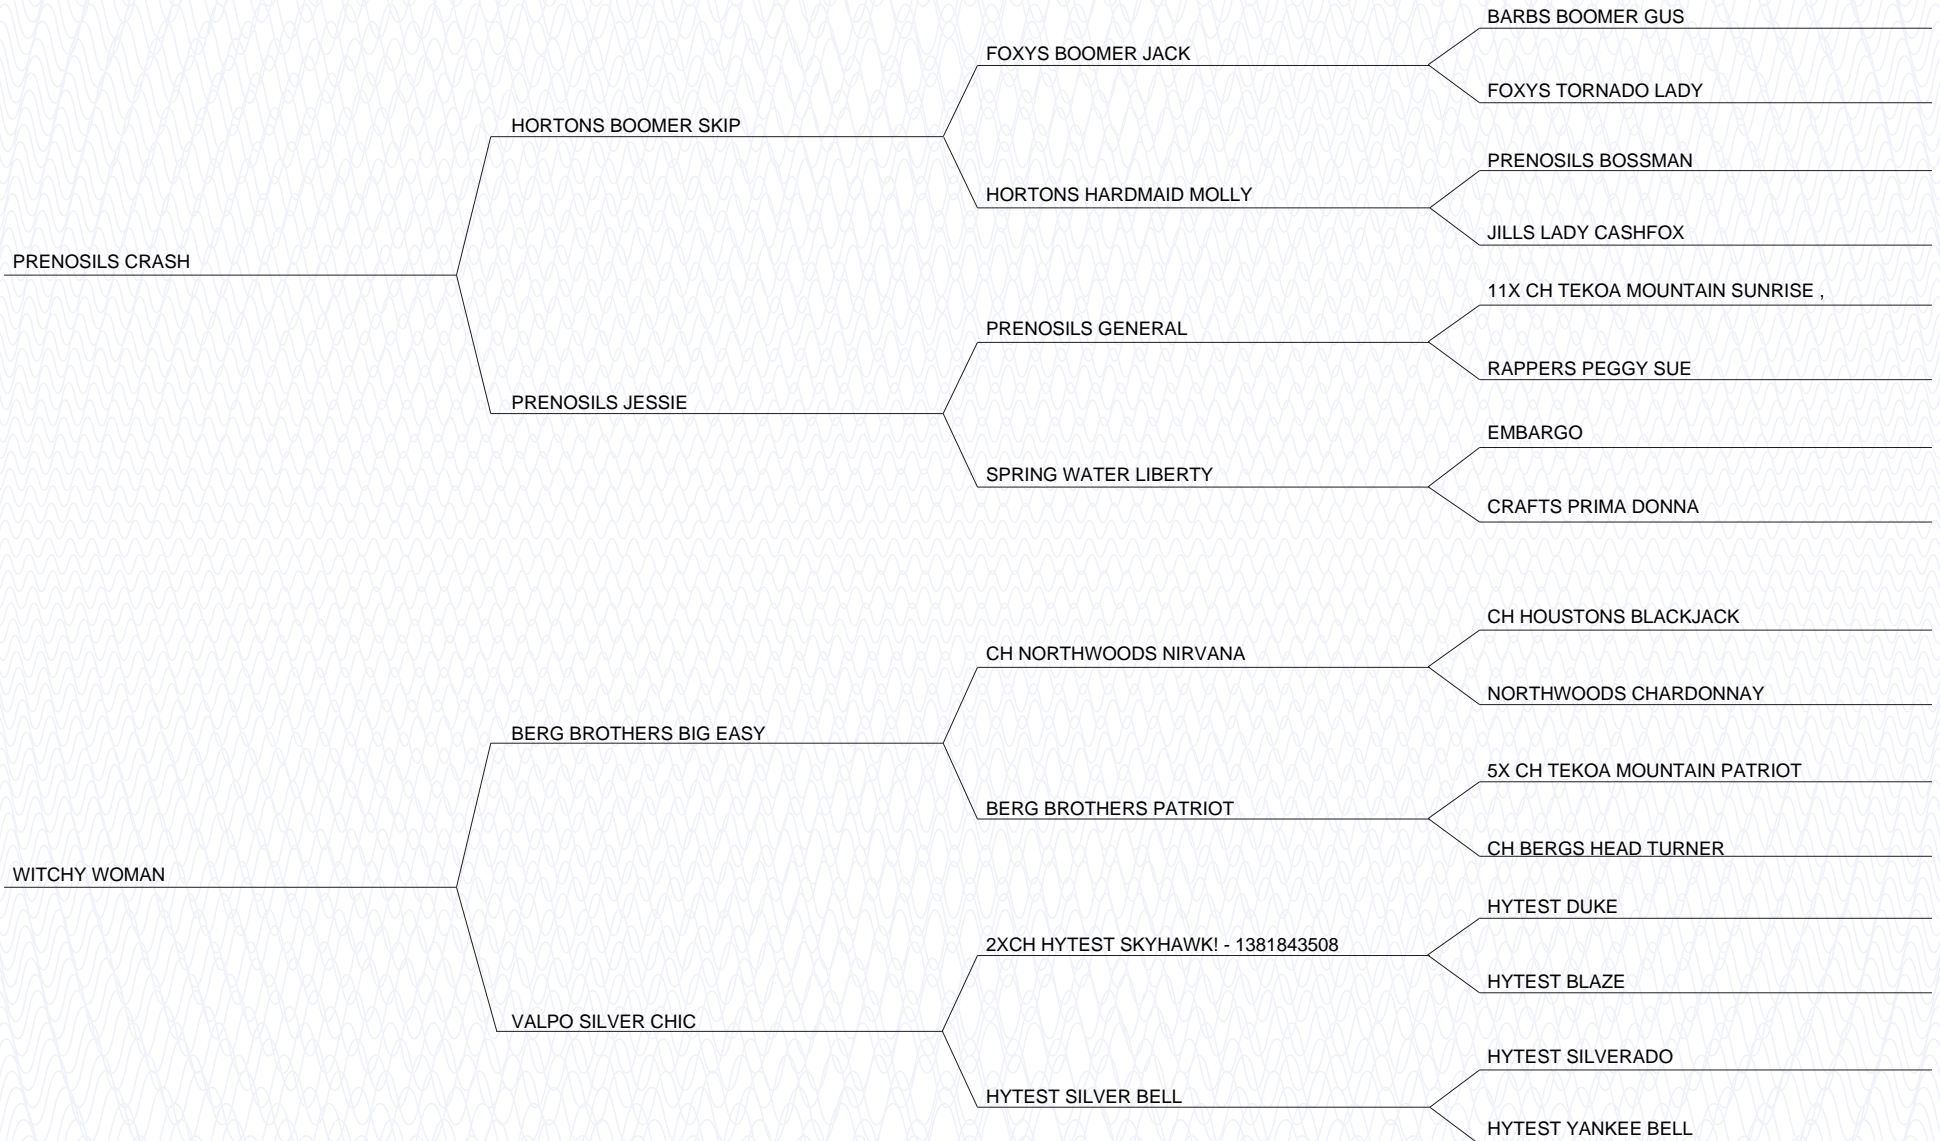 BARBS BOOMER GUS
FOXYS BOOMER JACK
FOXYS TORNADO LADY
HORTONS BOOMER SKIP
PRENOSILS BOSSMAN
HORTONS HARDMAID MOLLY
JILLS LADY CASHFOX
PRENOSILS CRASH
11X CH TEKOA MOUNTAIN SUNRISE ,
PRENOSILS GENERAL
RAPPERS PEGGY SUE
PRENOSILS JESSIE
EMBARGO
SPRING WATER LIBERTY
CRAFTS PRIMA DONNA
CH HOUSTONS BLACKJACK
CH NORTHWOODS NIRVANA
NORTHWOODS CHARDONNAY
BERG BROTHERS BIG EASY
5X CH TEKOA MOUNTAIN PATRIOT
BERG BROTHERS PATRIOT
CH BERGS HEAD TURNER
WITCHY WOMAN
HYTEST DUKE
2XCH HYTEST SKYHAWK! - 1381843508
HYTEST BLAZE
VALPO SILVER CHIC
HYTEST SILVERADO
HYTEST SILVER BELL
HYTEST YANKEE BELL